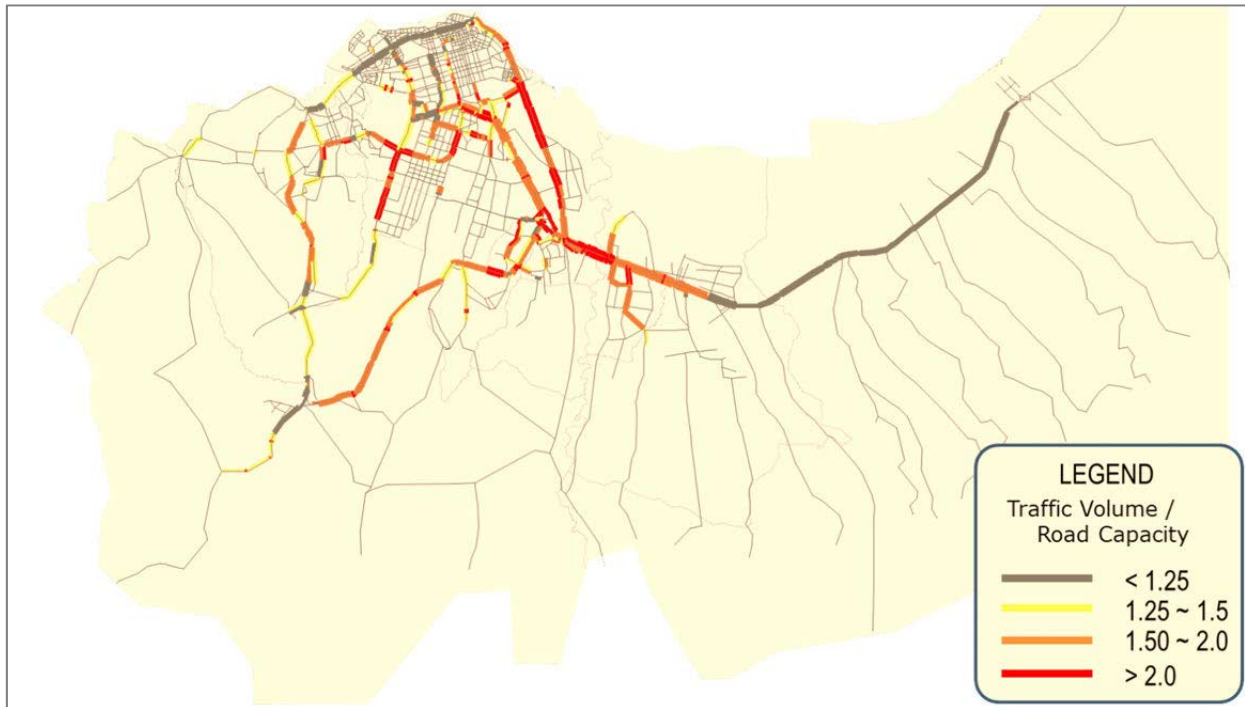 LEGEND
Traffic Volume /
Road Capacity
< 1.25
1.25 ~ 1.5
1.50 ~ 2.0
> 2.0